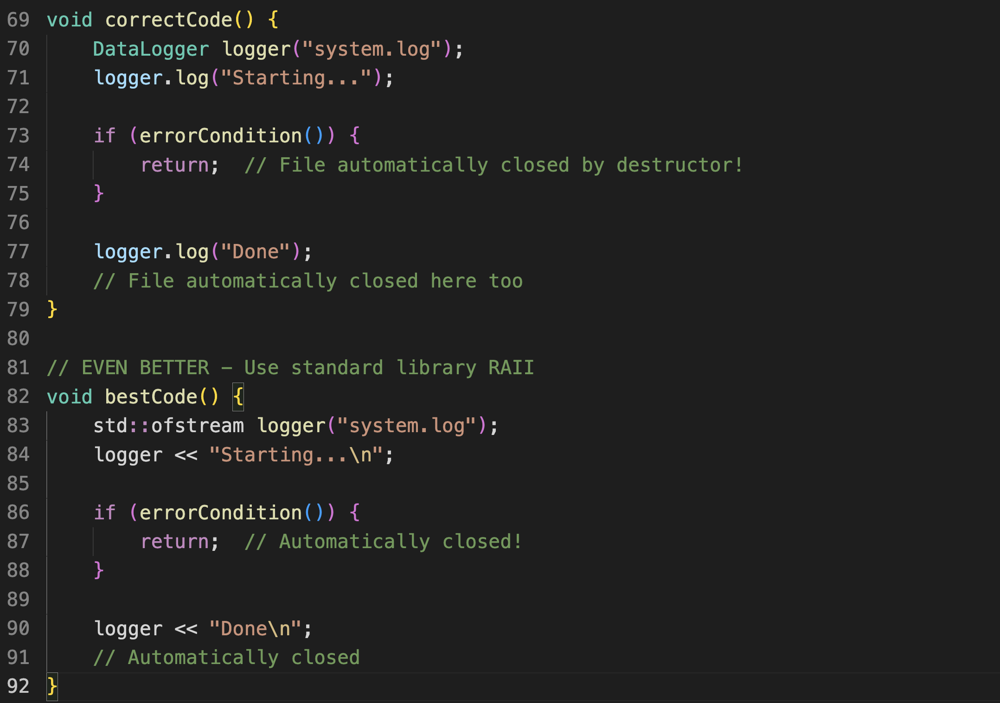 69 void correctCode() {
70     DataLogger logger("system.log");
71     logger.log("Starting...");
72
73     if (errorCondition()) {
74         return;  // File automatically closed by destructor!
75     }
76
77     logger.log("Done");
78     // File automatically closed here too
79 }
80
81 // EVEN BETTER – Use standard library RAII
82 void bestCode() {
83     std::ofstream logger("system.log");
84     logger << "Starting...\n";
85
86     if (errorCondition()) {
87         return;  // Automatically closed!
88     }
89
90     logger << "Done\n";
91     // Automatically closed
92 }